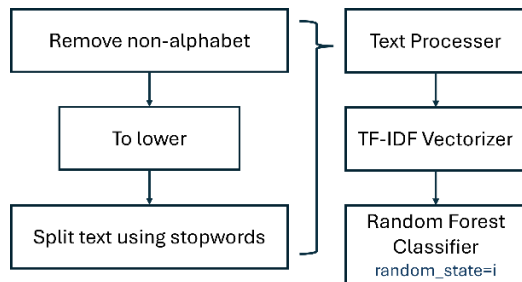 Remove non-alphabet
To lower
Split text using stopwords
Text Processer
TF-IDF Vectorizer
Random Forest
Classifier
random_state=i